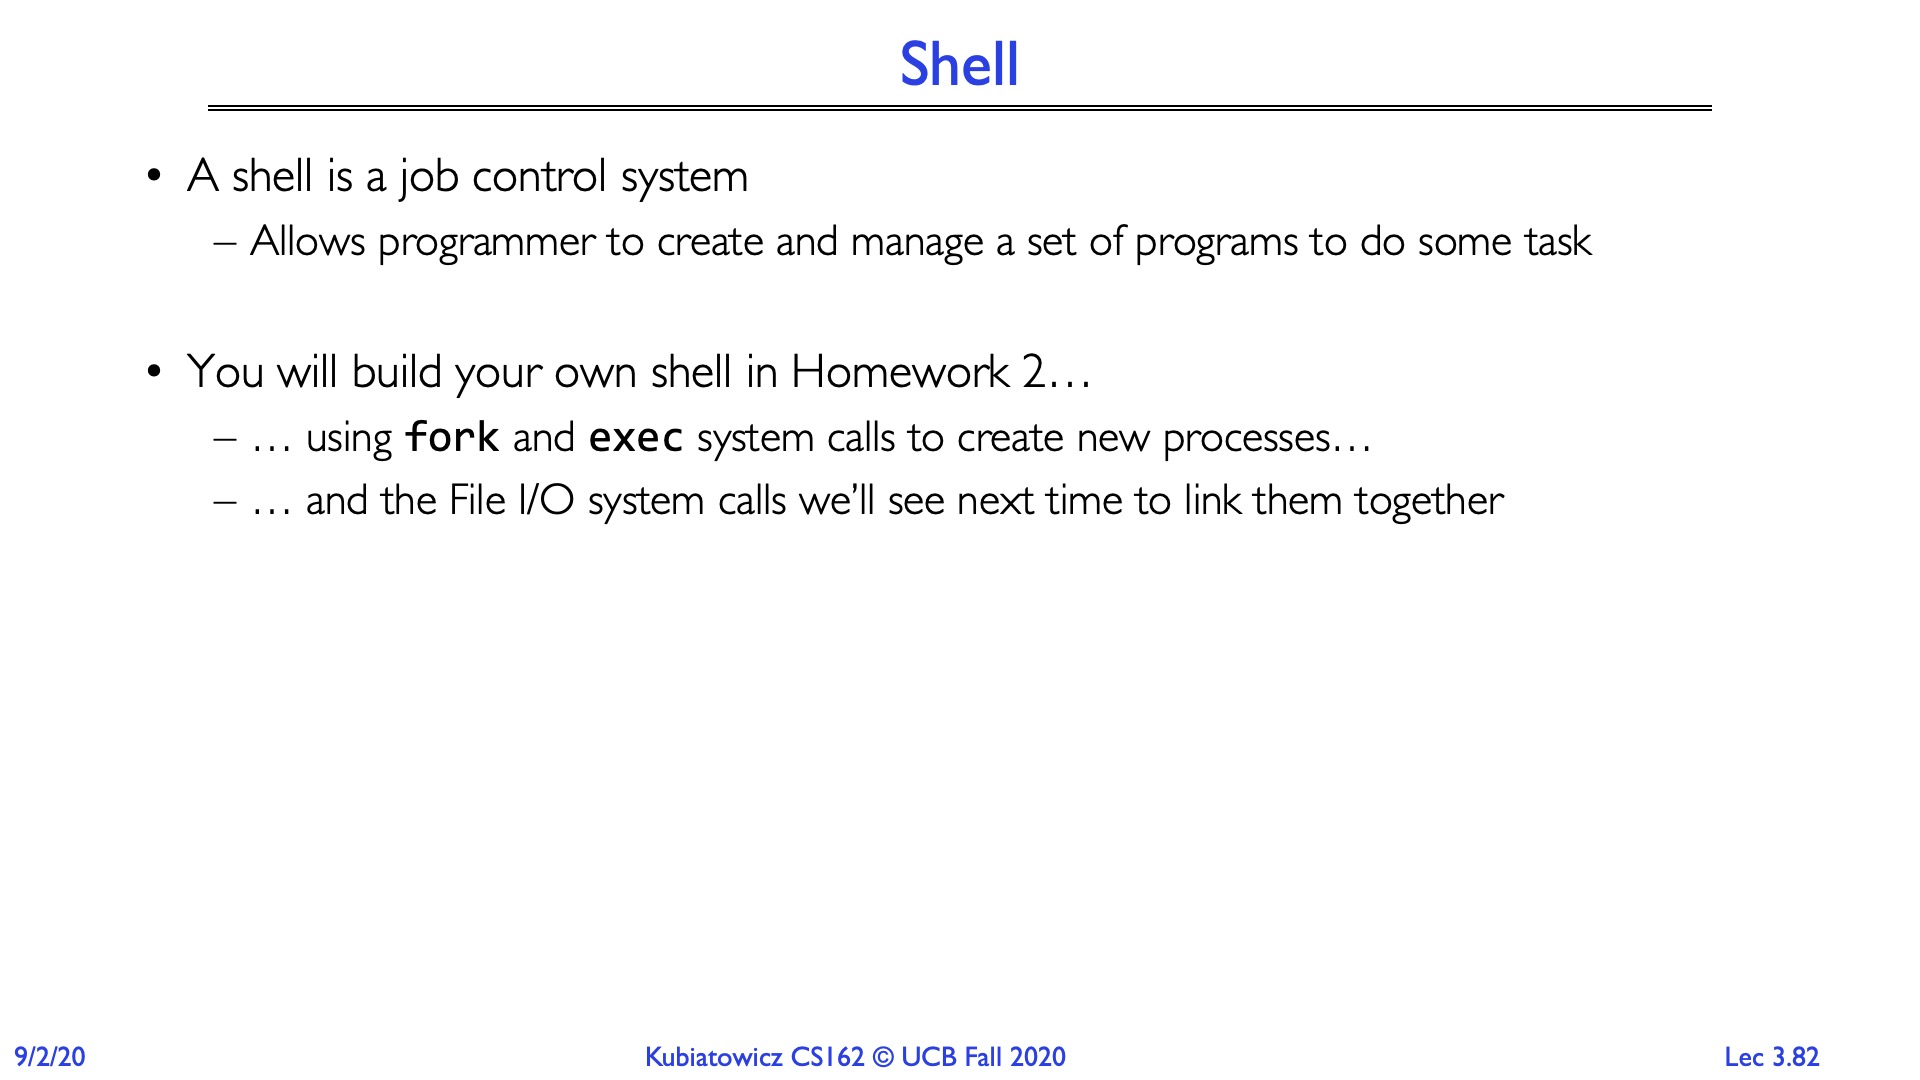 Shell
• A shell is a job control system
– Allows programmer to create and manage a set of programs to do some task
• You will build your own shell in Homework 2…
– … using fork and exec system calls to create new processes…
– … and the File I/O system calls we’ll see next time to link them together
9/2/20
Kubiatowicz CS162 © UCB Fall 2020
Lec 3.82